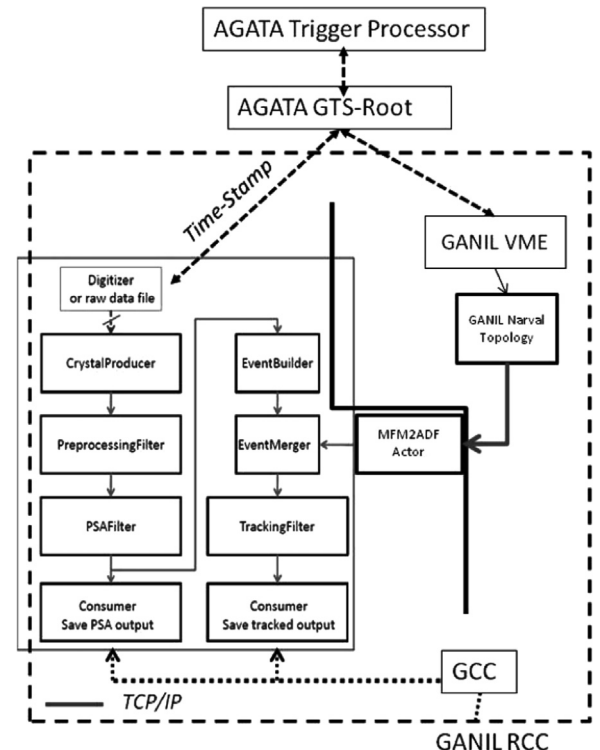 AGATA Trigger Processor
AGATA GTS-Root
Time-Stamp
GANIL VME
Digitizer
or raw data file
GANIL Narval
Topology
CrystalProducer
EventBuilder
PreprocessingFilter
EventMerger
MFM2ADF
Actor
PSAFilter
TrackingFilter
Consumer
Save PSA output
Consumer
Save tracked output
GCC
TCP/IP
GANIL RCC